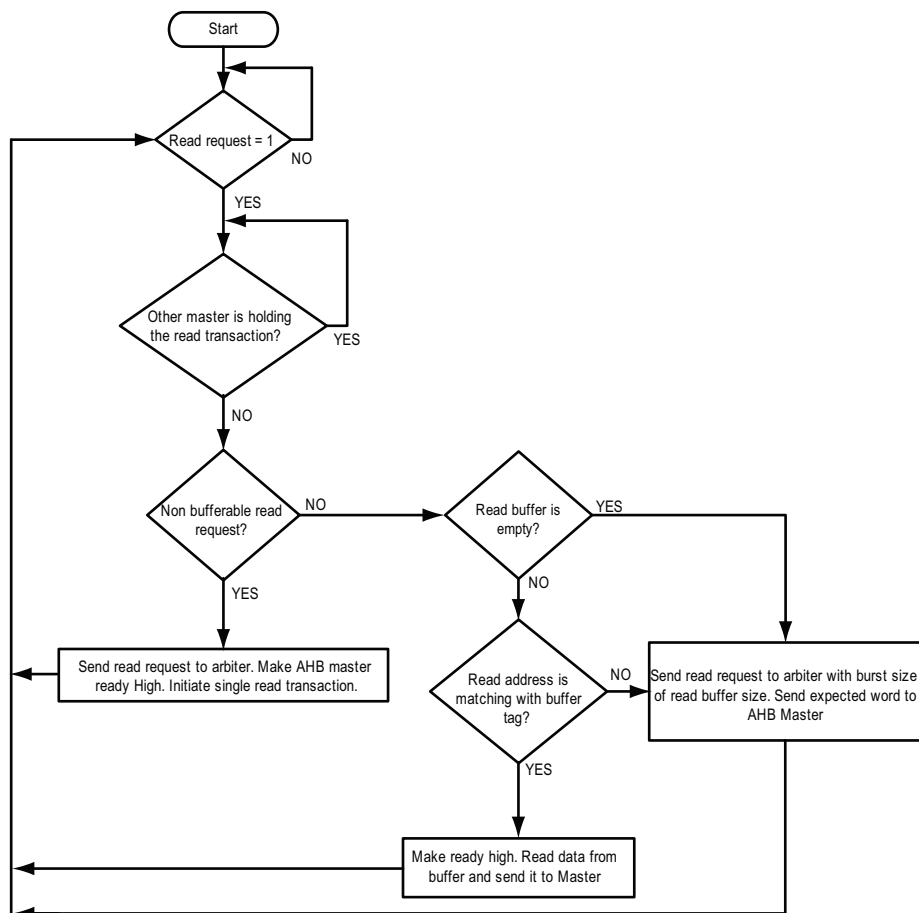 Start
Read request = 1
NO
YES
Other master is holding
the read transaction?
YES
NO
Non bufferable read
request?
NO
Read buffer is
empty?
YES
YES
NO
Send read request to arbiter. Make AHB master
ready High. Initiate single read transaction.
Read address is
matching with buffer
tag?
NO
Send read request to arbiter with burst size
of read buffer size. Send expected word to
AHB Master
YES
Make ready high. Read data from
buffer and send it to Master